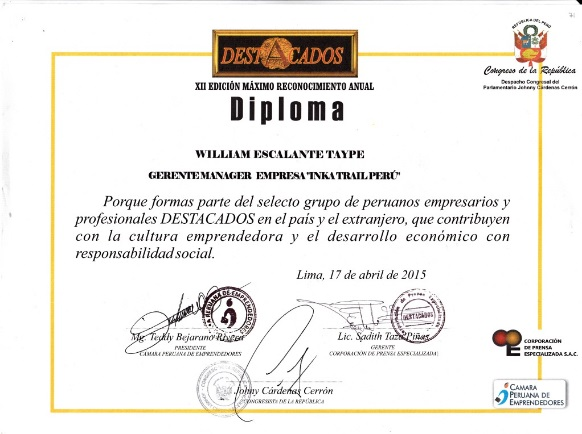 REPUBLICA DEL PERU
Congreso de la República
Despacho Congresal del
Parlamentario Johnny Cárdenas Cerrón
DESTACADOS
XII EDICIÓN MÁXIMO RECONOCIMIENTO ANUAL
Diploma
WILLIAM ESCALANTE TAYPE
GERENTE MANAGER EMPRESA "INKA TRAIL PERÚ"
Porque formas parte del selecto grupo de peruanos empresarios y
profesionales DESTACADOS en el país y el extranjero, que contribuyen
con la cultura emprendedora y el desarrollo económico con
responsabilidad social.
Lima, 17 de abril de 2015
Mg. Teddy Bejarano Rivera
PRESIDENTE
CAMARA PERUANA DE EMPRENDEDORES
Lic. Sadith Taza Piñas
GERENTE
CORPORACIÓN DE PRENSA ESPECIALIZADA
DESTACADOS
Johny Cárdenas Cerrón
CONGRESISTA DE LA REPÚBLICA
CORPORACIÓN
DE PRENSA
ESPECIALIZADA S.A.C.
CAMARA
PERUANA DE
EMPRENDEDORES